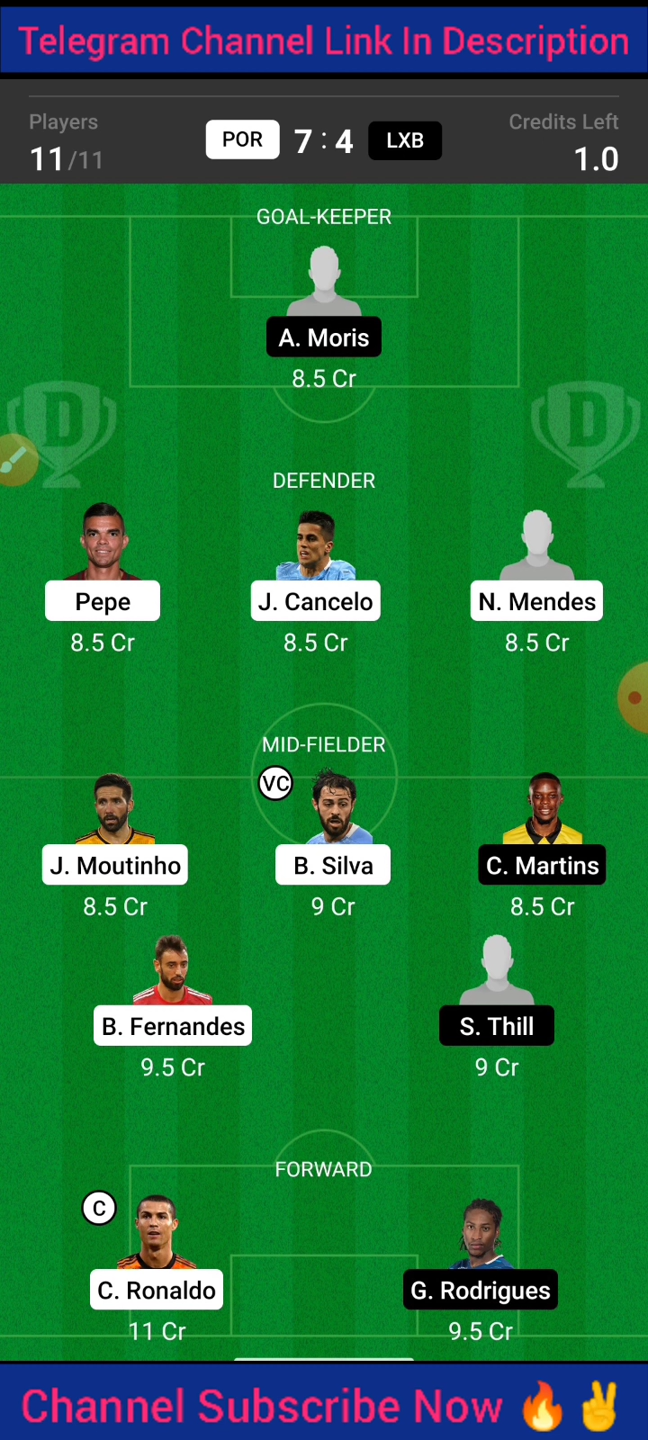 Telegram Channel Link In Description
Players
11/11
POR 7 : 4 LXB
Credits Left
1.0
GOAL-KEEPER
A. Moris
8.5 Cr
D D
DEFENDER
Pepe J. Cancelo N. Mendes
8.5 Cr 8.5 Cr 8.5 Cr
MID-FIELDER
VC
J. Moutinho B. Silva C. Martins
8.5 Cr 9 Cr 8.5 Cr
B. Fernandes S. Thill
9.5 Cr 9 Cr
FORWARD
C
C. Ronaldo G. Rodrigues
11 Cr 9.5 Cr
Channel Subscribe Now 🔥✌️